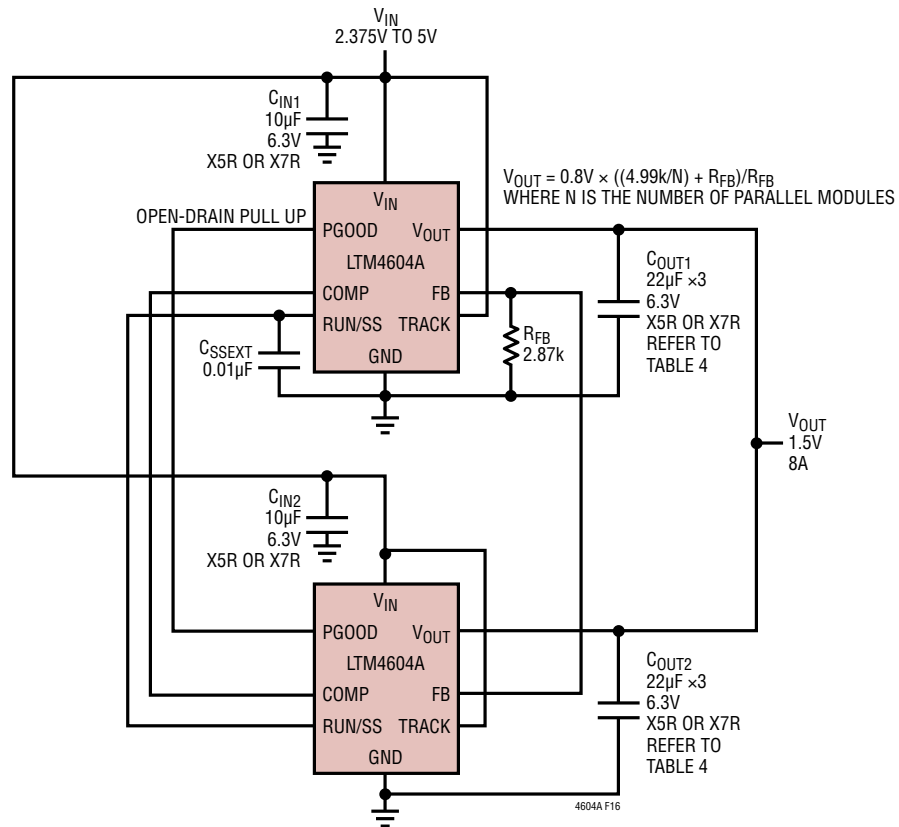 VIN
2.375V TO 5V
CIN1
10µF
6.3V
X5R OR X7R
VOUT = 0.8V × ((4.99k/N) + RFB)/RFB
WHERE N IS THE NUMBER OF PARALLEL MODULES
OPEN-DRAIN PULL UP
VIN
PGOOD VOUT
LTM4604A
COMP FB
RUN/SS TRACK
GND
CSSEXT
0.01µF
RFB
2.87k
COUT1
22µF ×3
6.3V
X5R OR X7R
REFER TO
TABLE 4
VOUT
1.5V
8A
CIN2
10µF
6.3V
X5R OR X7R
VIN
PGOOD VOUT
LTM4604A
COMP FB
RUN/SS TRACK
GND
COUT2
22µF ×3
6.3V
X5R OR X7R
REFER TO
TABLE 4
4604A F16